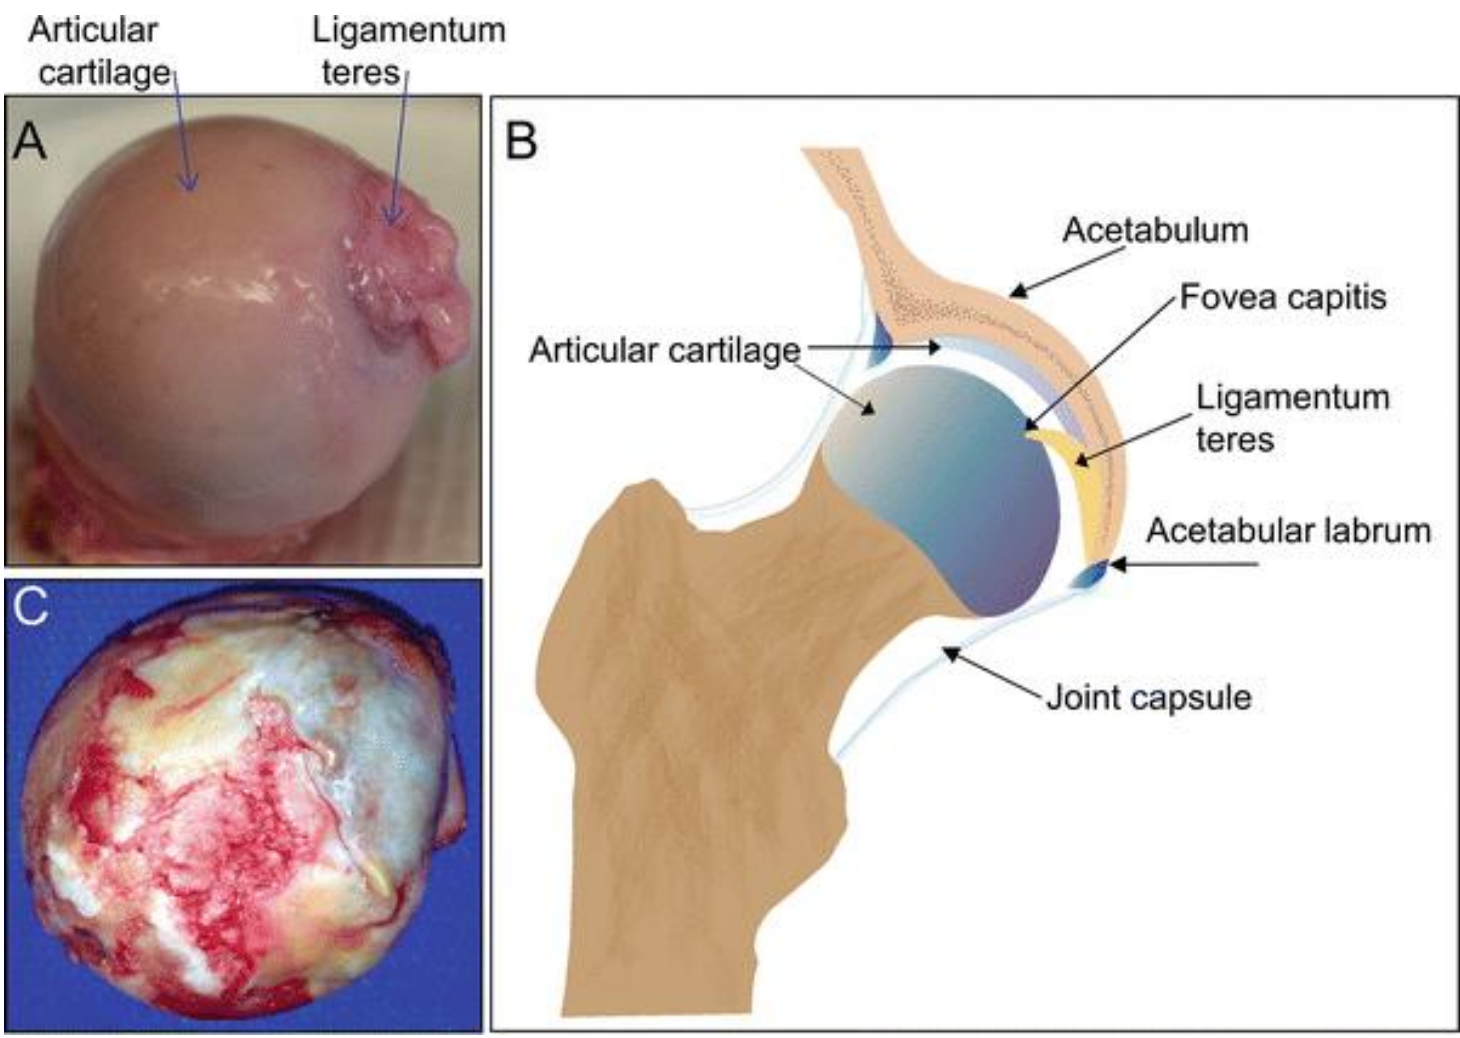 Articular
cartilage
Ligamentum
teres
A
B
Acetabulum
Fovea capitis
Articular cartilage
Ligamentum
teres
Acetabular labrum
Joint capsule
C